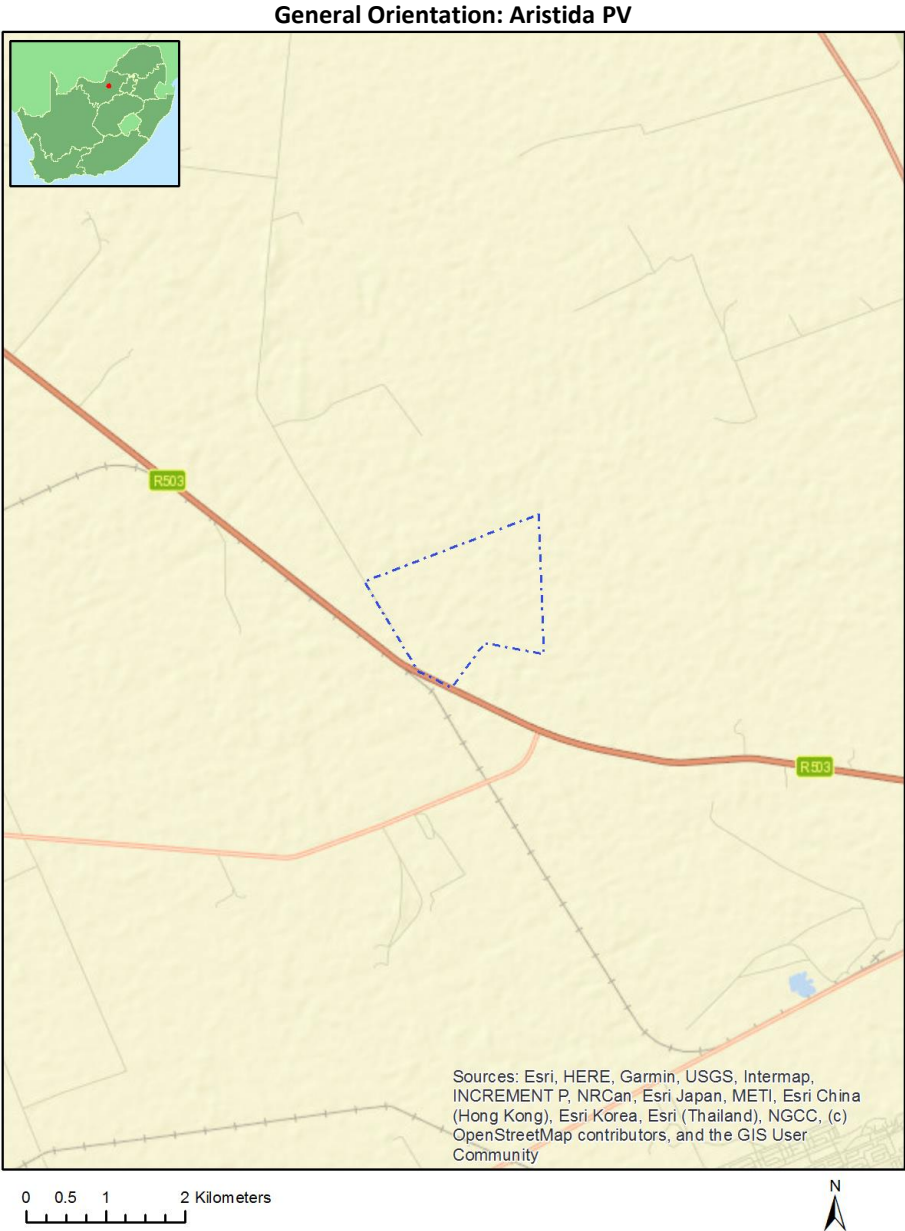 General Orientation: Aristida PV
R503
R503
Sources: Esri, HERE, Garmin, USGS, Intermap,
INCREMENT P, NRCan, Esri Japan, METI, Esri China
(Hong Kong), Esri Korea, Esri (Thailand), NGCC, (c)
OpenStreetMap contributors, and the GIS User
Community
0 0.5 1 2 Kilometers
N